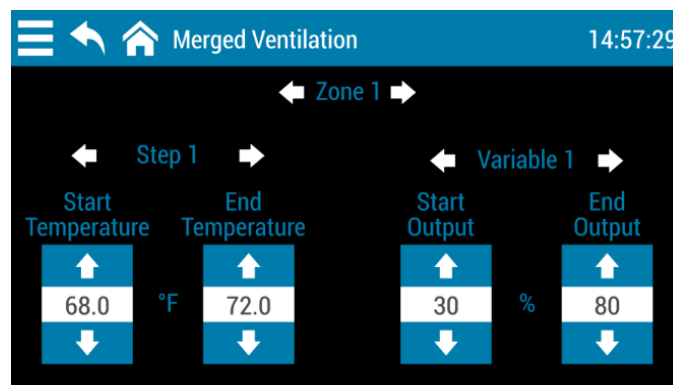 Merged Ventilation 14:57:29
Zone 1
Step 1 Variable 1
Start Temperature End Temperature Start Output End Output
68.0 °F 72.0 30 % 80